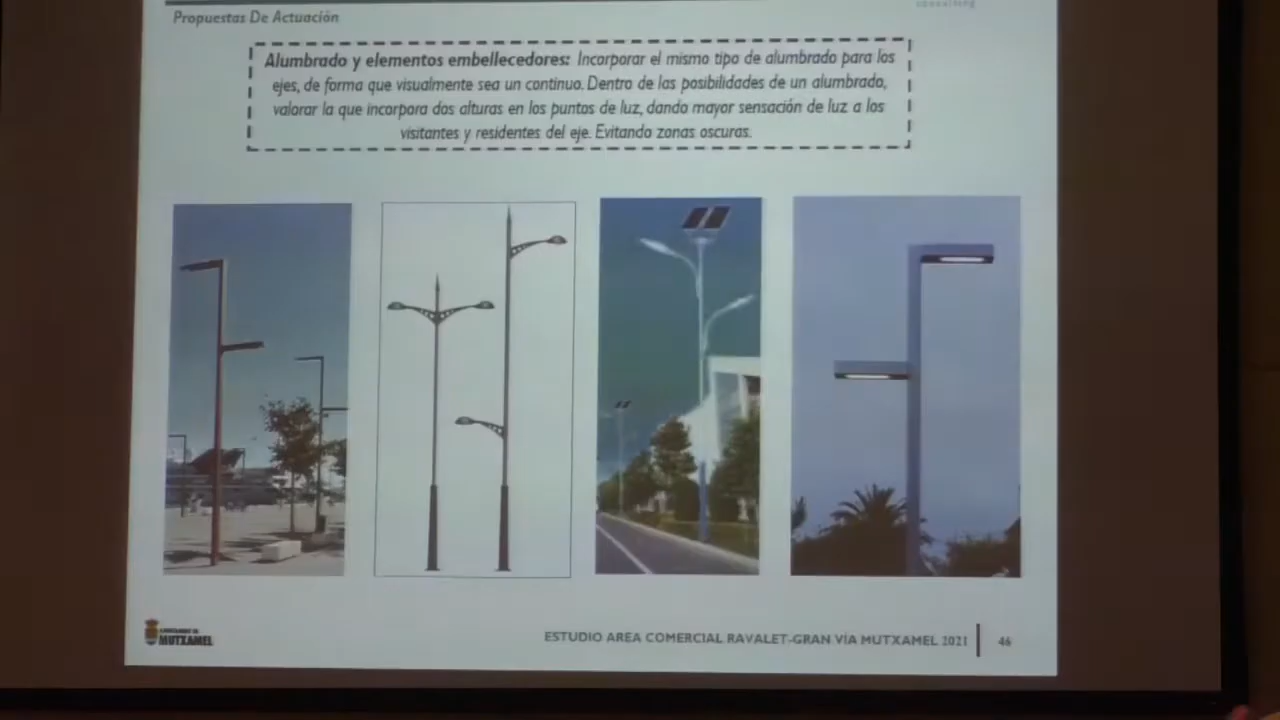 consulting
Propuestas De Actuación
Alumbrado y elementos embellecedores: Incorporar el mismo tipo de alumbrado para los
ejes, de forma que visualmente sea un continuo. Dentro de las posibilidades de un alumbrado,
valorar la que incorpora dos alturas en los puntos de luz, dando mayor sensación de luz a los
visitantes y residentes del eje. Evitando zonas oscuras.
MUTXAMEL
ESTUDIO AREA COMERCIAL RAVALET-GRAN VÍA MUTXAMEL 2021
46